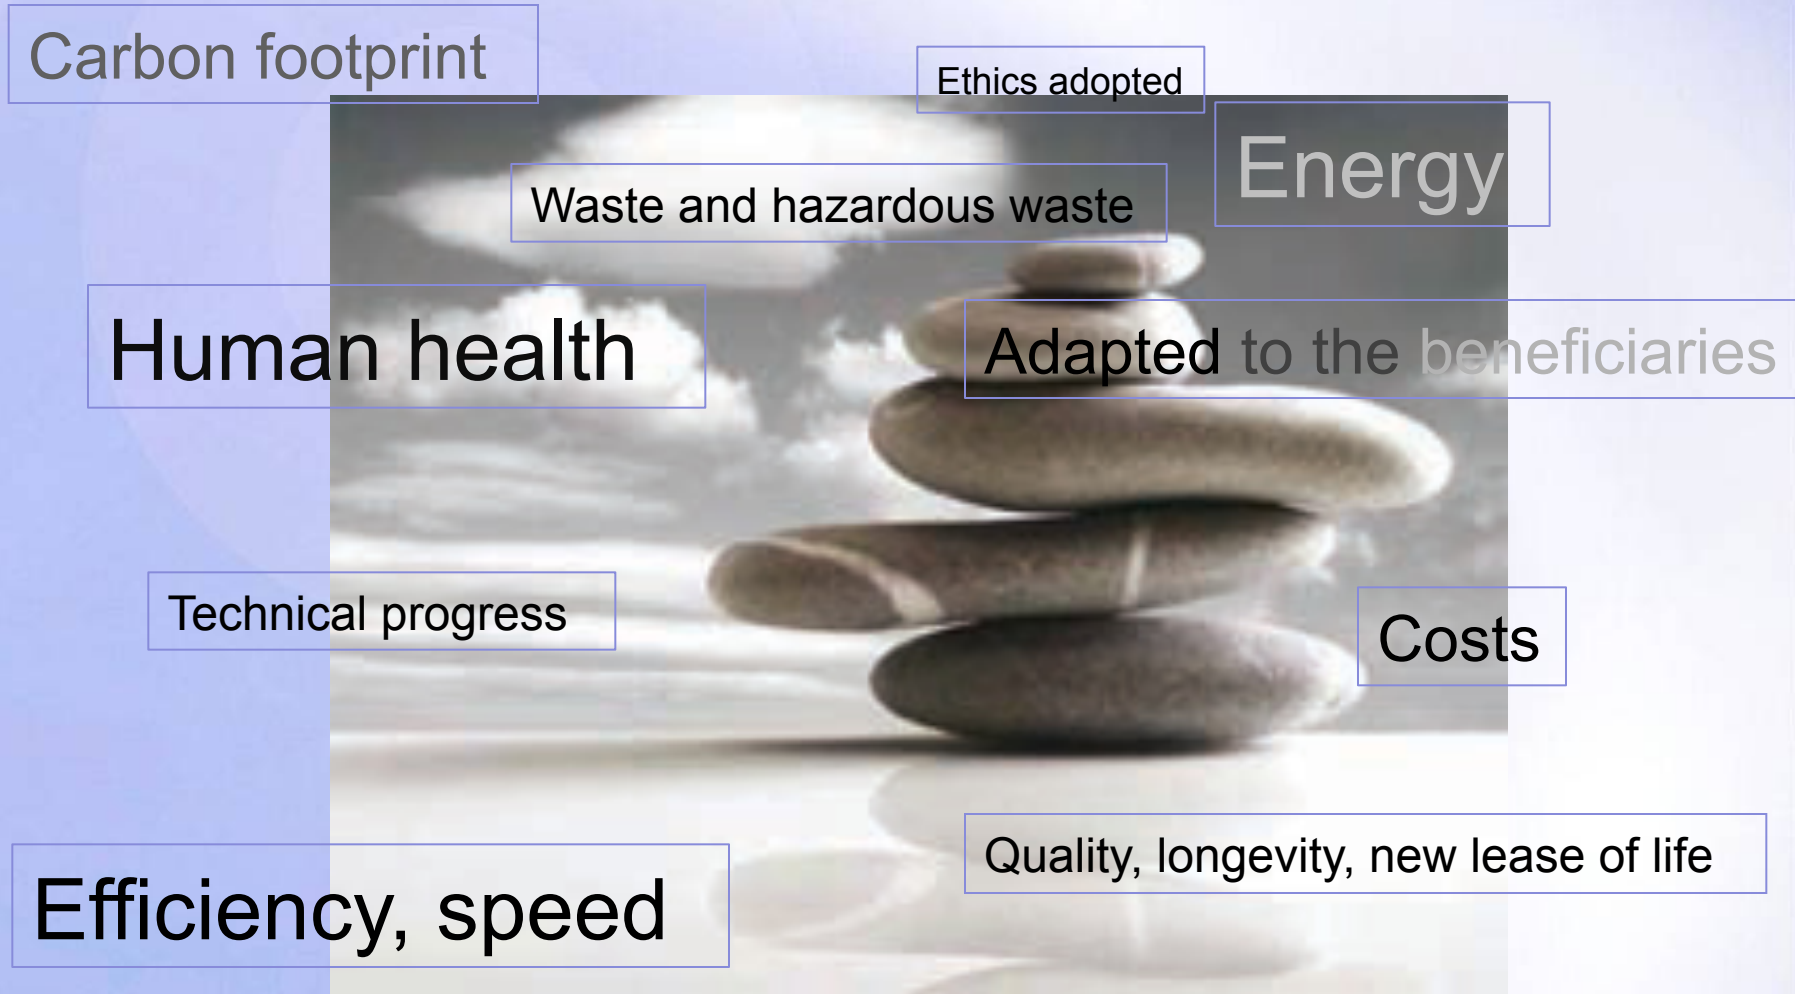 Carbon footprint
Ethics adopted
Energy
Waste and hazardous waste
Human health
Adapted to the beneficiaries
Technical progress
Costs
Quality, longevity, new lease of life
Efficiency, speed